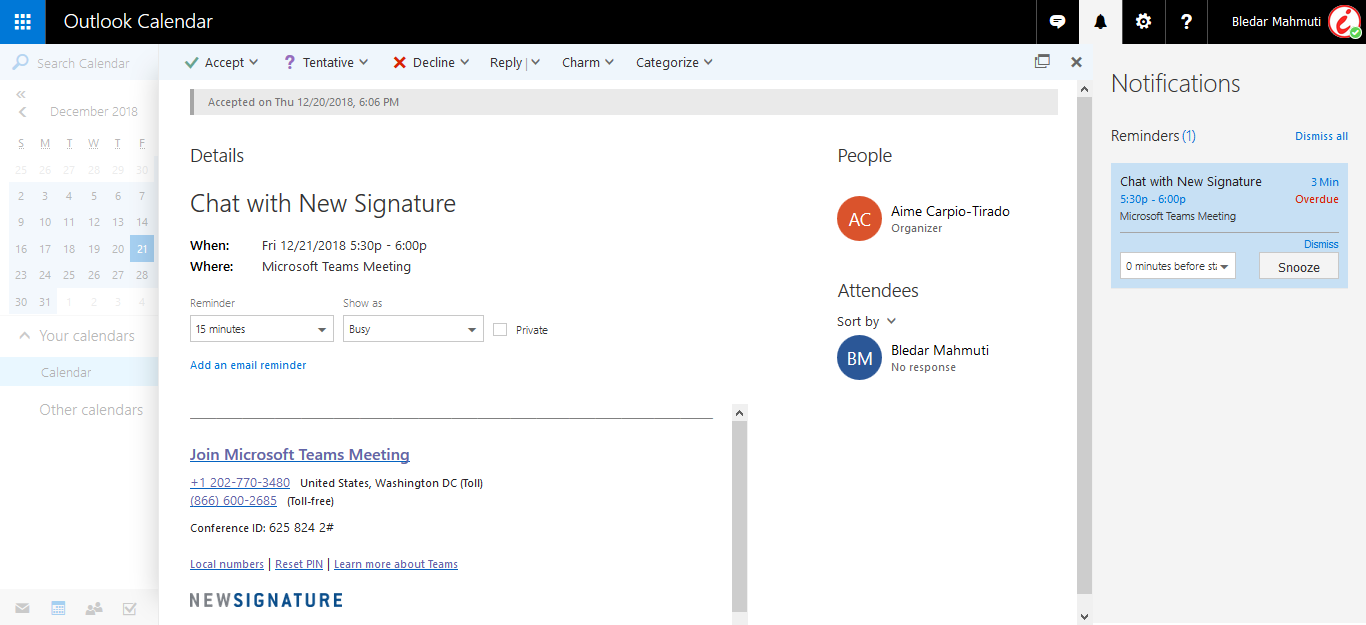 Outlook Calendar
?
Bledar Mahmuti
Search Calendar
«
December 2018
S M T W T F
25 26 27 28 29 30
2 3 4 5 6 7
9 10 11 12 13 14
16 17 18 19 20 21
23 24 25 26 27 28
30 31 1 2 3 4
Your calendars
Calendar
Other calendars
Accept ? Tentative Decline Reply | Charm Categorize
Accepted on Thu 12/20/2018, 6:06 PM
Details
Chat with New Signature
When: Fri 12/21/2018 5:30p - 6:00p
Where: Microsoft Teams Meeting
Reminder Show as
15 minutes Busy Private
Add an email reminder
Join Microsoft Teams Meeting
+1 202-770-3480 United States, Washington DC (Toll)
(866) 600-2685 (Toll-free)
Conference ID: 625 824 2#
Local numbers | Reset PIN | Learn more about Teams
NEWSIGNATURE
People
AC
Aime Carpio-Tirado
Organizer
Attendees
Sort by
BM
Bledar Mahmuti
No response
Notifications
Reminders (1) Dismiss all
Chat with New Signature 3 Min
5:30p - 6:00p Overdue
Microsoft Teams Meeting
Dismiss
0 minutes before st Snooze